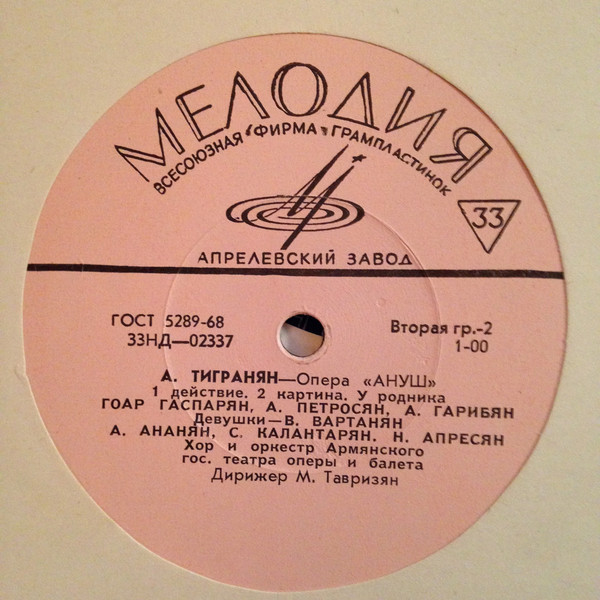 МЕЛОДИЯ
ВСЕСОЮЗНАЯ ФИРМА ГРАМПЛАСТИНОК
33
АПРЕЛЕВСКИЙ ЗАВОД
ГОСТ 5289-68
33НД—02337
Вторая гр.-2
1-00
А. ТИГРАНЯН—Опера «АНУШ»
1 действие. 2 картина. У родника
ГОАР ГАСПАРЯН, А. ПЕТРОСЯН, А. ГАРИБЯН
Девушки—В. ВАРТАНЯН
А. АНАНЯН, С. КАЛАНТАРЯН. Н. АПРЕСЯН
Хор и оркестр Армянского
гос. театра оперы и балета
Дирижер М. Тавризян